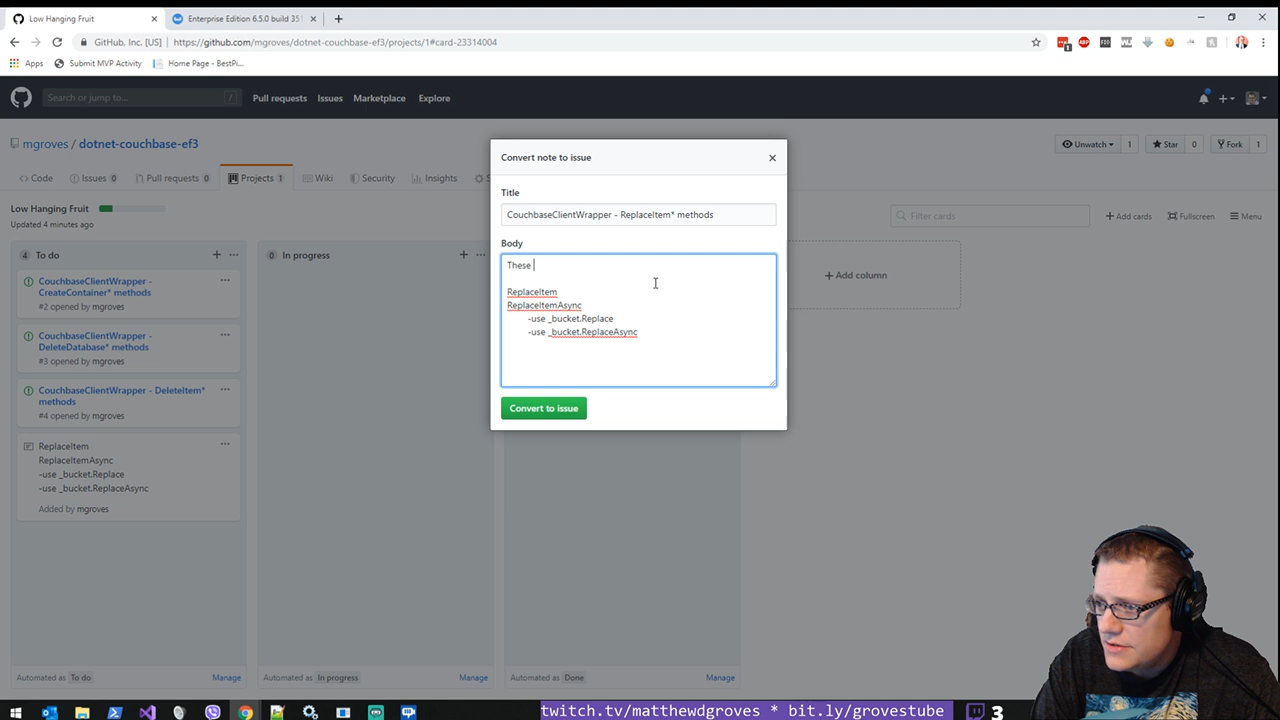 Low Hanging Fruit
Enterprise Edition 6.5.0 build 351
GitHub, Inc. [US]
https://github.com/mgroves/dotnet-couchbase-ef3/projects/1#card-23314004
Apps
Submit MVP Activity
Home Page - BestPi...
Search or jump to...
/
Pull requests
Issues
Marketplace
Explore
mgroves / dotnet-couchbase-ef3
Unwatch
1
Star
0
Fork
1
Code
Issues 0
Pull requests 0
Projects 1
Wiki
Security
Insights
Low Hanging Fruit
Updated 4 minutes ago
Filter cards
Add cards
Fullscreen
Menu
4 To do
CouchbaseClientWrapper -
CreateContainer* methods
#2 opened by mgroves
CouchbaseClientWrapper -
DeleteDatabase* methods
#3 opened by mgroves
CouchbaseClientWrapper - DeleteItem*
methods
#4 opened by mgroves
ReplaceItem
ReplaceItemAsync
-use _bucket.Replace
-use _bucket.ReplaceAsync
Added by mgroves
Automated as To do
Manage
0 In progress
Automated as In progress
Manage
Automated as Done
Manage
Add column
Convert note to issue
Title
CouchbaseClientWrapper - ReplaceItem* methods
Body
These
ReplaceItem
ReplaceItemAsync
-use _bucket.Replace
-use _bucket.ReplaceAsync
Convert to issue
twitch.tv/matthewdgroves * bit.ly/grovestube
3